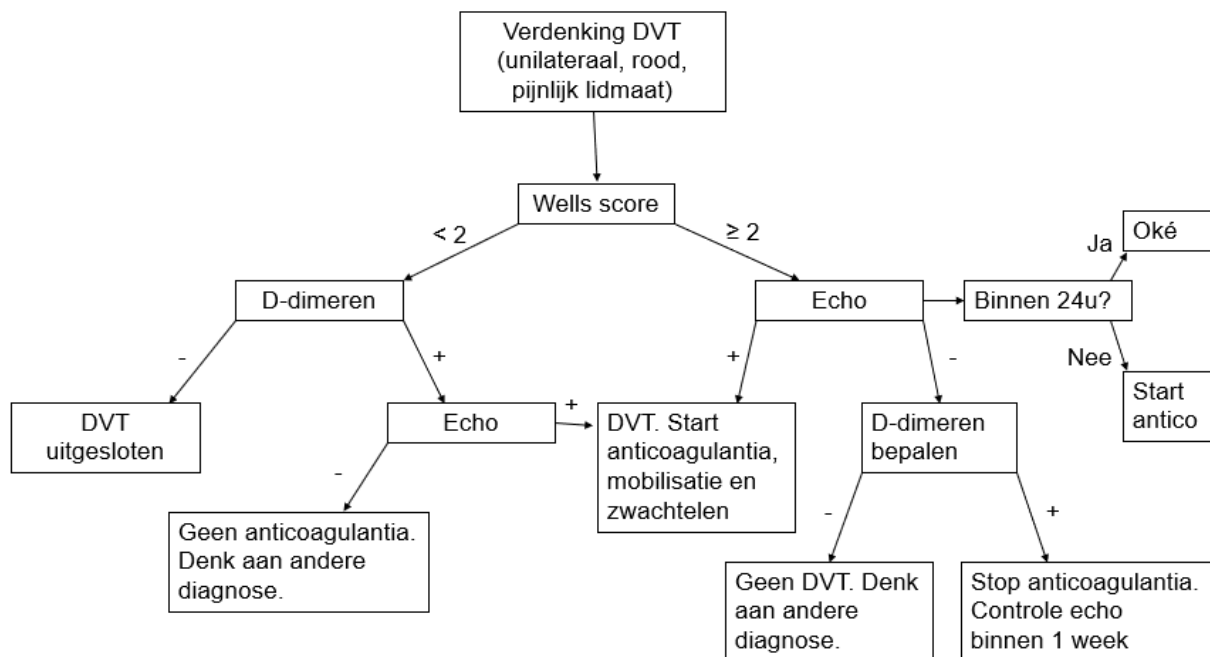 Verdenking DVT
(unilateraal, rood,
pijnlijk lidmaat)
Wells score
< 2
≥ 2
Oké
Ja
D-dimeren
Echo
Binnen 24u?
-
+
+
-
Nee
DVT
uitgesloten
Echo
+
DVT. Start
anticoagulantia,
mobilisatie en
zwachtelen
D-dimeren
bepalen
Start
antico
-
-
+
Geen anticoagulantia.
Denk aan andere
diagnose.
Geen DVT. Denk
aan andere
diagnose.
Stop anticoagulantia.
Controle echo
binnen 1 week